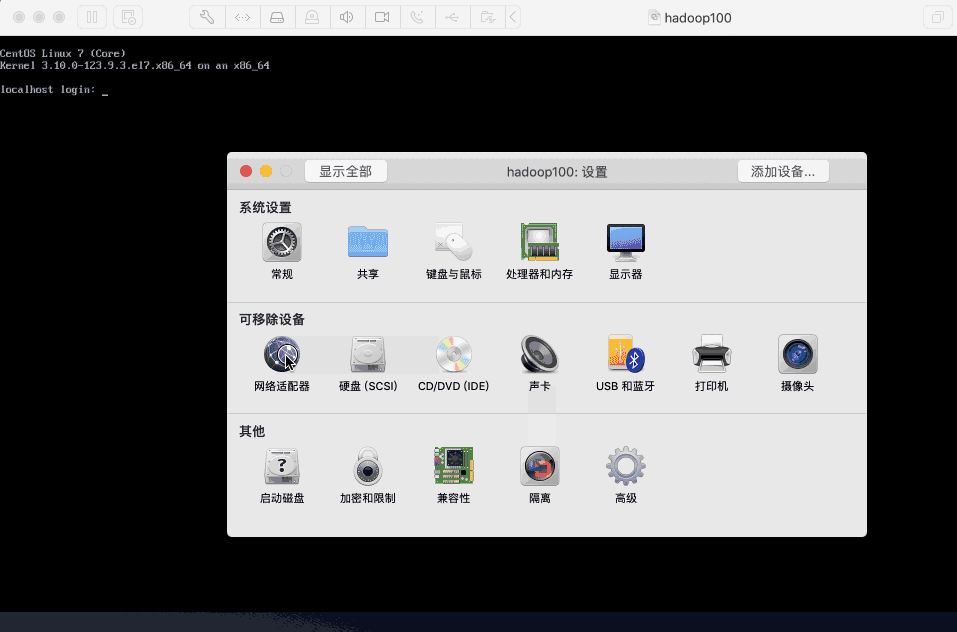 hadoop100
CentOS Linux 7 (Core)
Kernel 3.10.0-123.9.3.el7.x86_64 on an x86_64
localhost login: _
显示全部
hadoop100: 设置
添加设备...
系统设置
常规
共享
键盘与鼠标
处理器和内存
显示器
可移除设备
网络适配器
硬盘 (SCSI)
CD/DVD (IDE)
声卡
USB 和蓝牙
打印机
摄像头
其他
启动磁盘
加密和限制
兼容性
隔离
高级